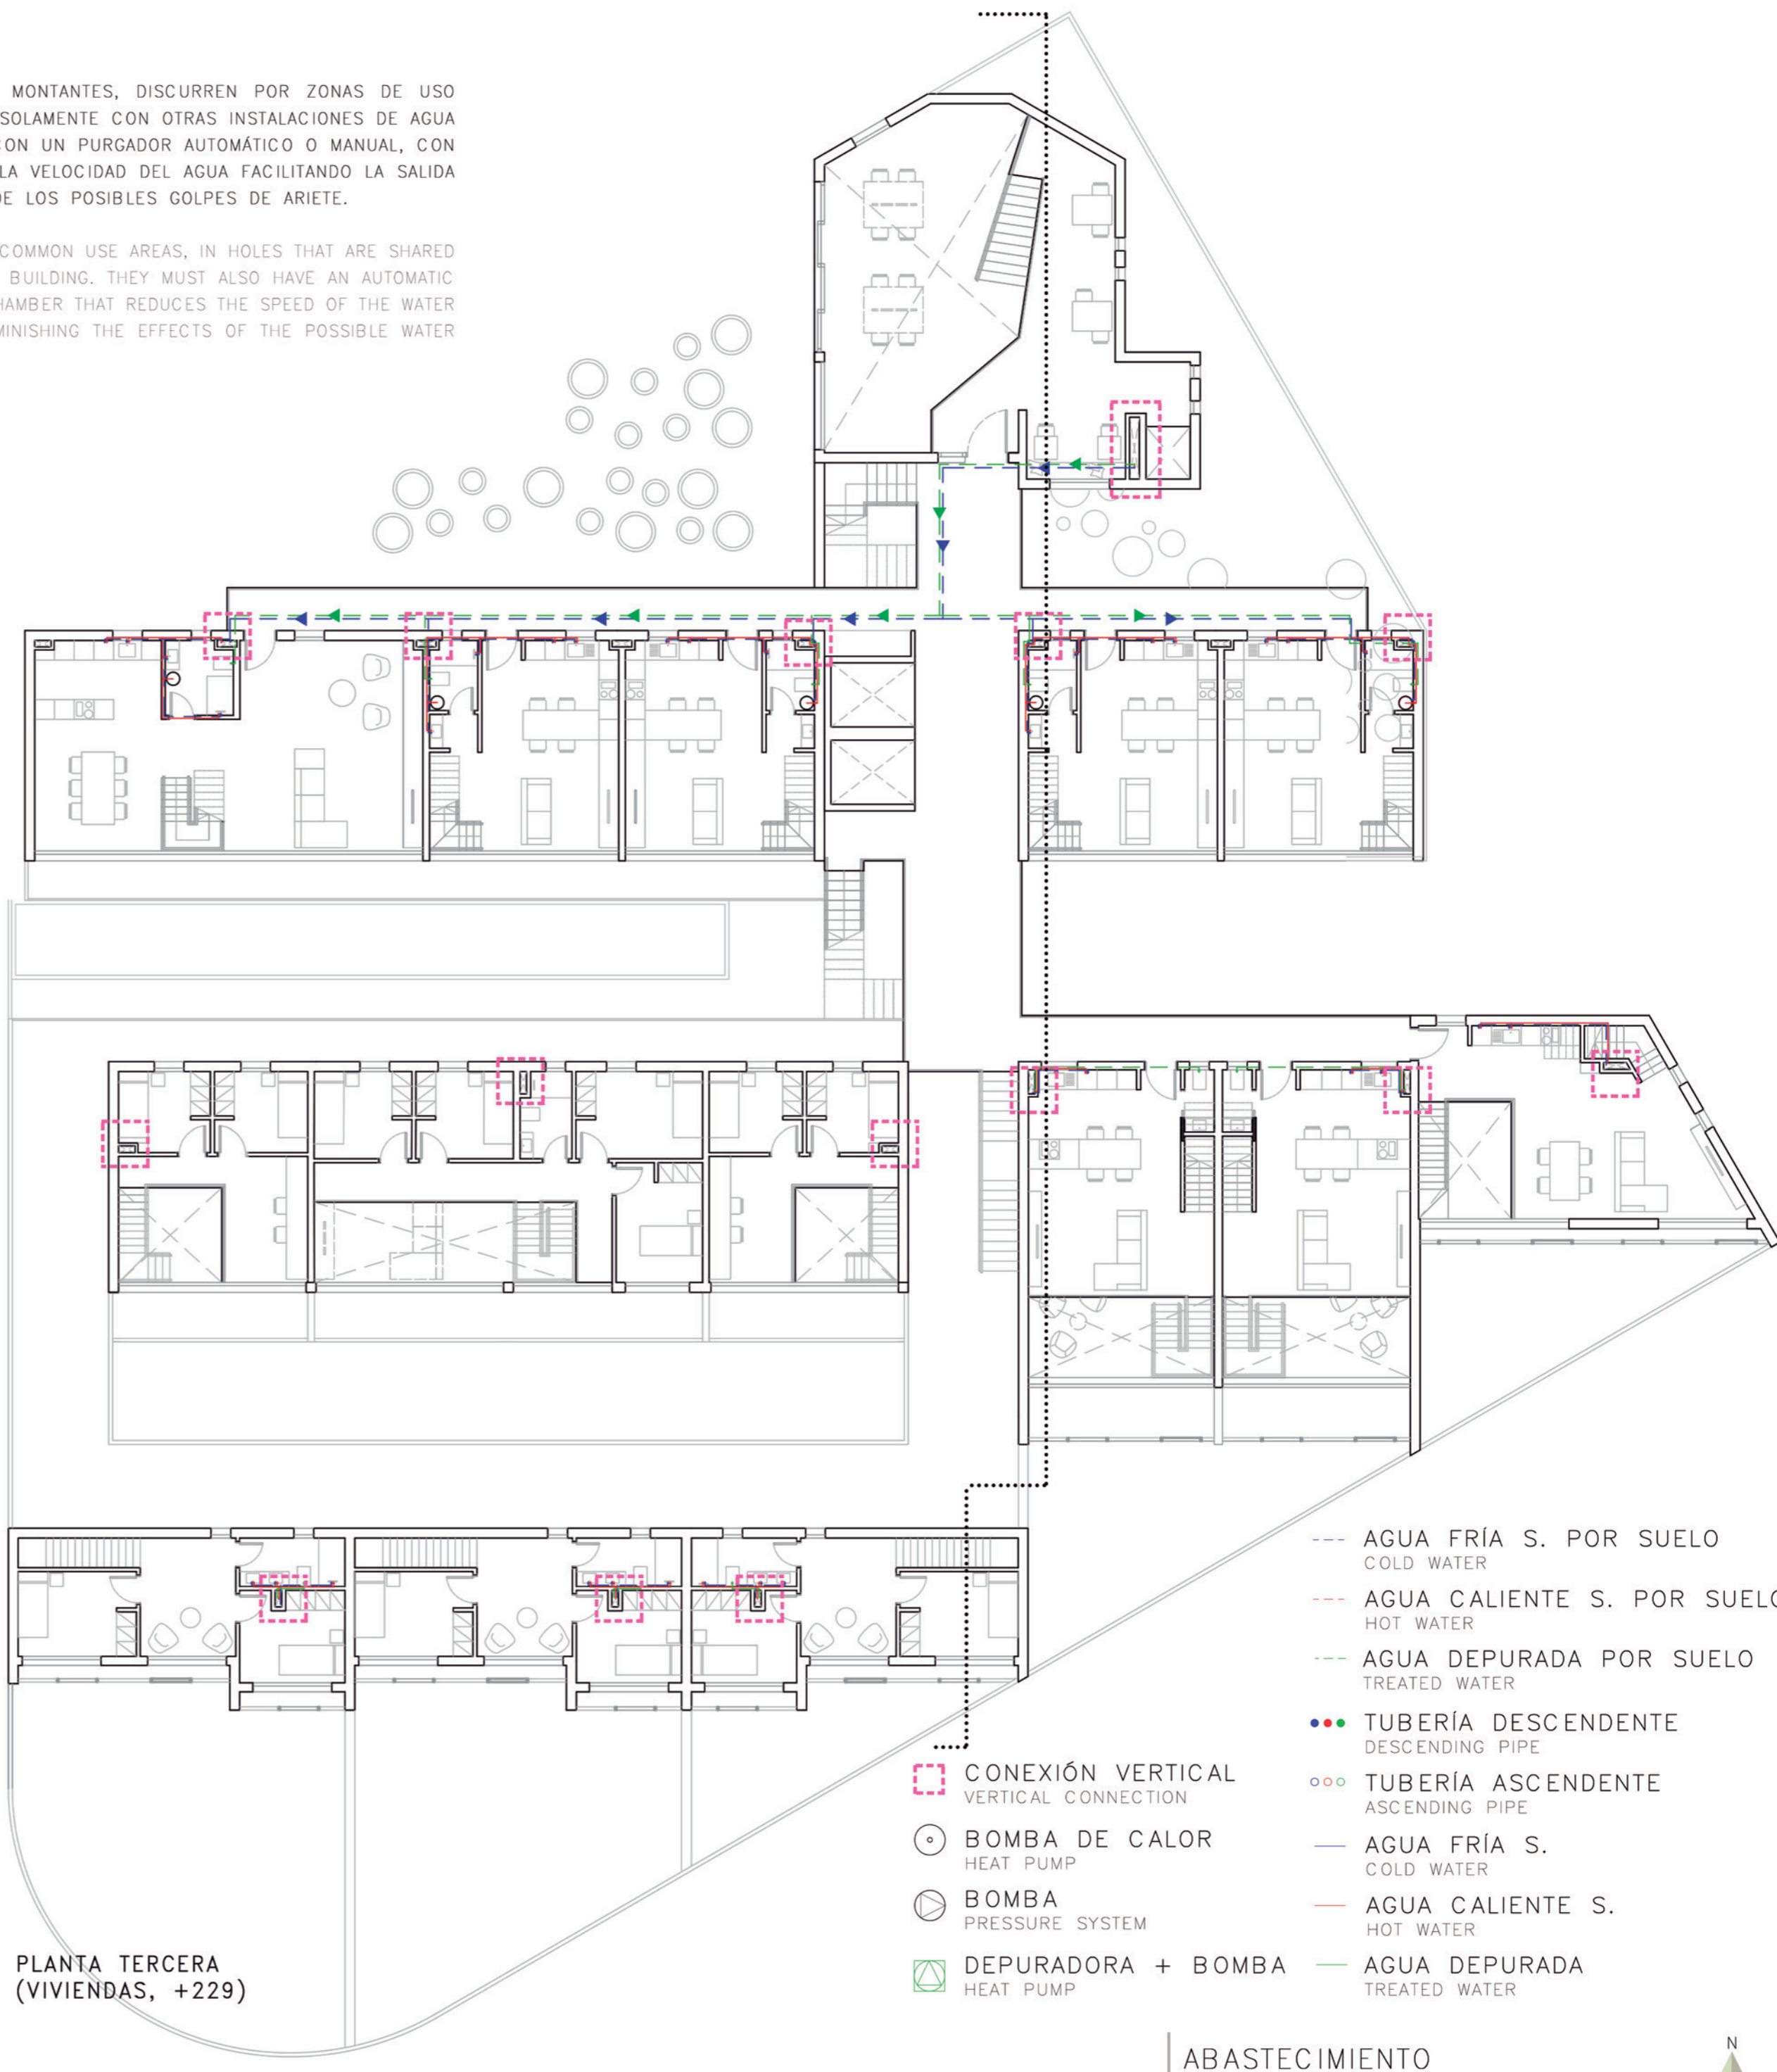 MONTANTES, DISCURREN POR ZONAS DE USO
SOLAMENTE CON OTRAS INSTALACIONES DE AGUA
CON UN PURGADOR AUTOMÁTICO O MANUAL, CON
LA VELOCIDAD DEL AGUA FACILITANDO LA SALIDA
DE LOS POSIBLES GOLPES DE ARIETE.
COMMON USE AREAS, IN HOLES THAT ARE SHARED
BUILDING. THEY MUST ALSO HAVE AN AUTOMATIC
HAMBER THAT REDUCES THE SPEED OF THE WATER
MINISHING THE EFFECTS OF THE POSSIBLE WATER
AGUA FRÍA S. POR SUELO
COLD WATER
AGUA CALIENTE S. POR SUELO
HOT WATER
AGUA DEPURADA POR SUELO
TREATED WATER
TUBERÍA DESCENDENTE
DESCENDING PIPE
TUBERÍA ASCENDENTE
ASCENDING PIPE
AGUA FRÍA S.
COLD WATER
AGUA CALIENTE S.
HOT WATER
AGUA DEPURADA
TREATED WATER
CONEXIÓN VERTICAL
VERTICAL CONNECTION
BOMBA DE CALOR
HEAT PUMP
BOMBA
PRESSURE SYSTEM
DEPURADORA + BOMBA
HEAT PUMP
PLANTA TERCERA
(VIVIENDAS, +229)
ABASTECIMIENTO
N